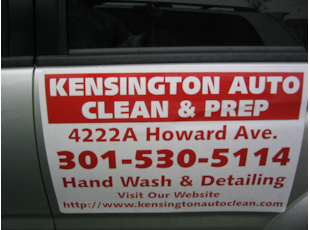 KENSINGTON AUTO
CLEAN & PREP
4222A Howard Ave.
301-530-5114
Hand Wash & Detailing
Visit Our Website
http://www.kensingtonautoclean.com